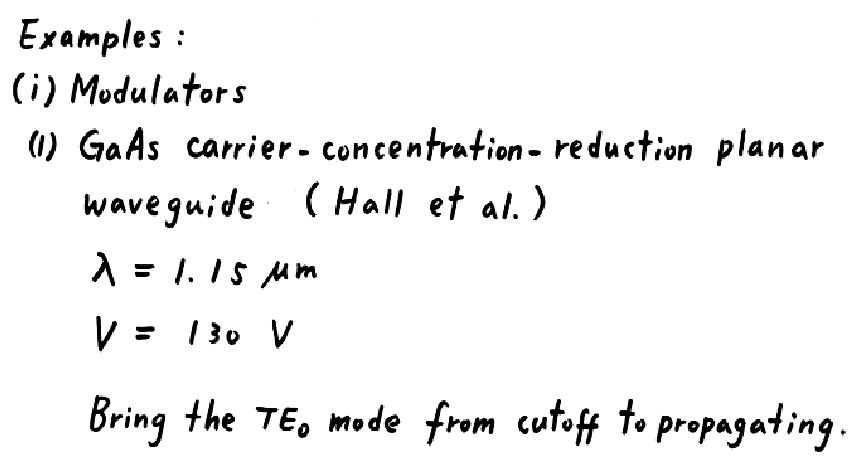 Examples :
(i) Modulators
(1) GaAs carrier-concentration-reduction planar
waveguide (Hall et al.)
λ = 1.15 μm
V = 130 V
Bring the TE₀ mode from cutoff to propagating.